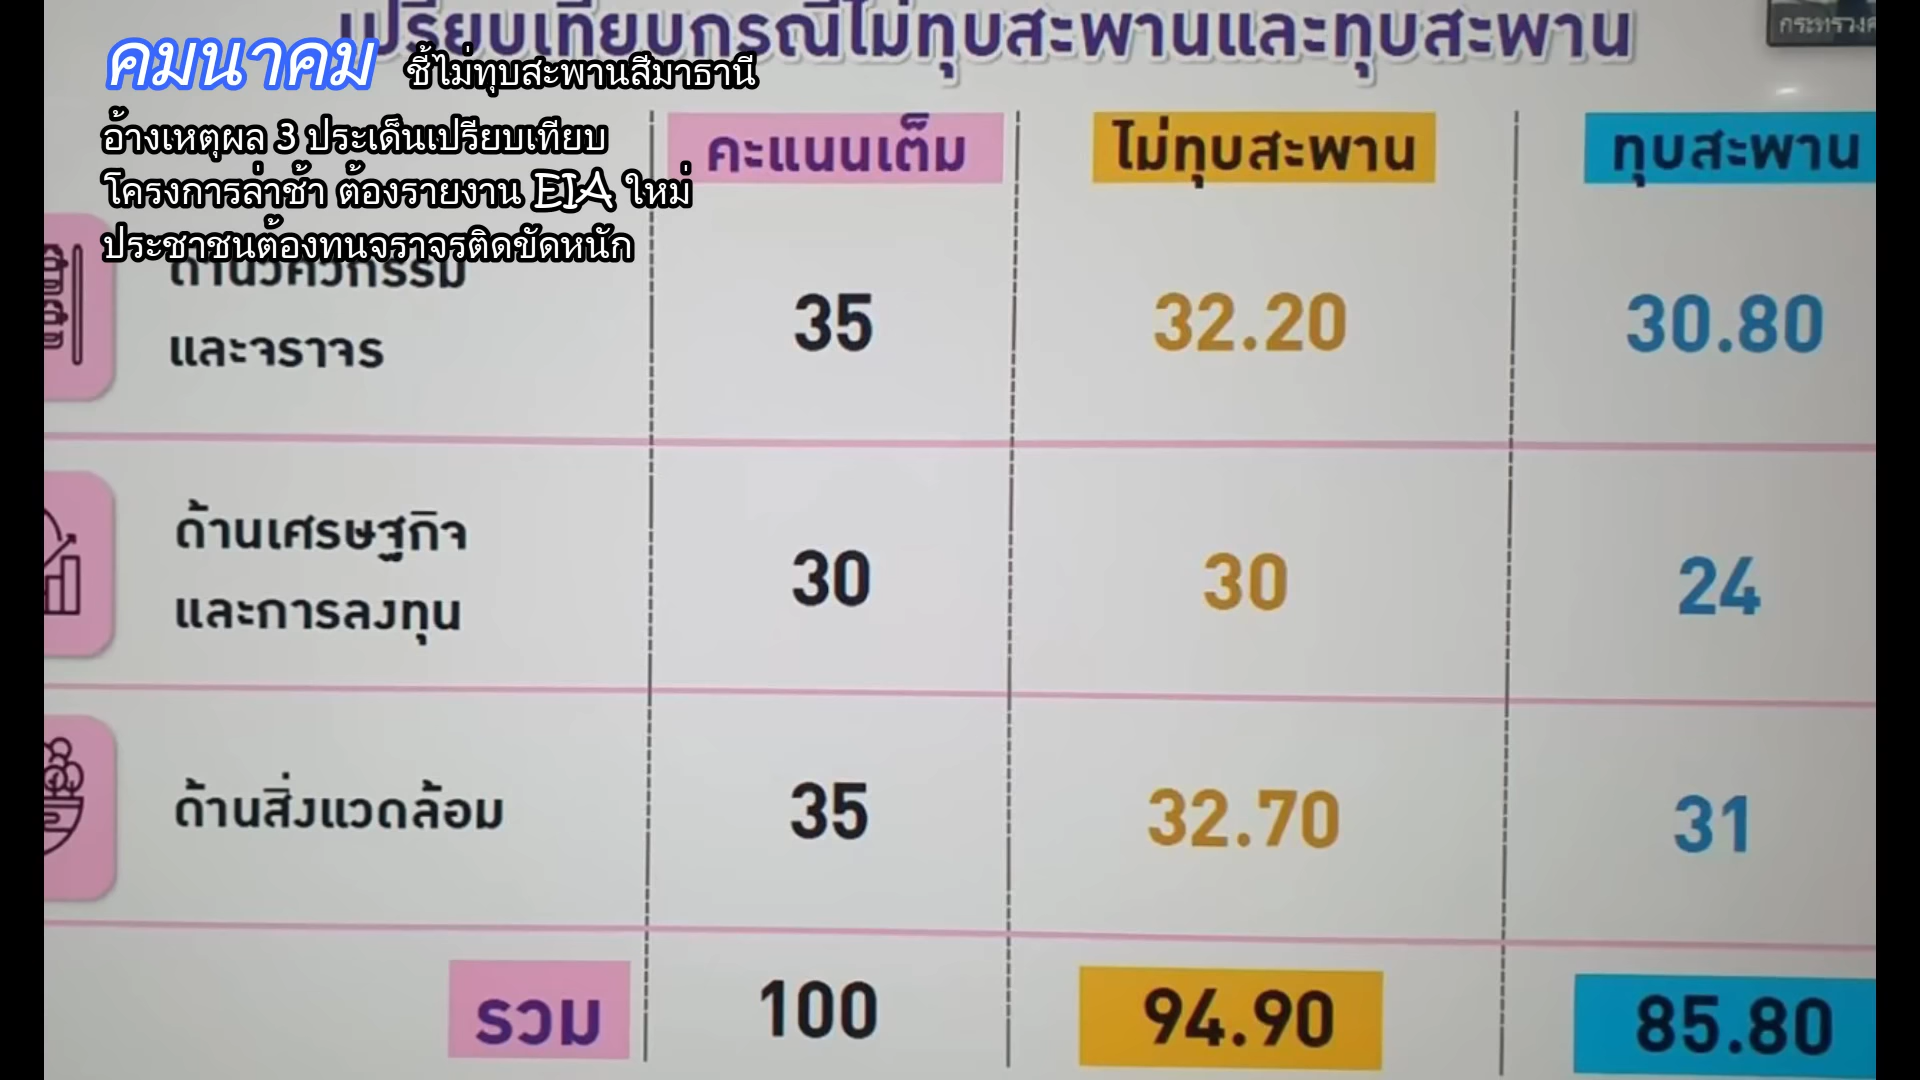 เปรียบเทียบกรณีไม่ทุบสะพานและทุบสะพาน
คมนาคม ชี้ไม่ทุบสะพานสีมาธานี
อ้างเหตุผล 3 ประเด็นเปรียบเทียบ
โครงการล่าช้า ต้องรายงาน EIA ใหม่
ประชาชนต้องทนจราจรติดขัดหนัก
คะแนนเต็ม ไม่ทุบสะพาน ทุบสะพาน
ด้านวิศวกรรม
และจราจร 35 32.20 30.80
ด้านเศรษฐกิจ
และการลงทุน 30 30 24
ด้านสิ่งแวดล้อม 35 32.70 31
รวม 100 94.90 85.80